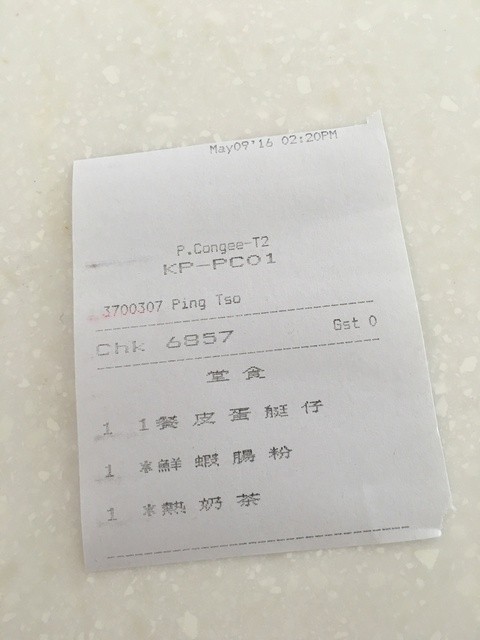 May09'16 02:20PM
P.Congee-T2
KP-PC01
3700307 Ping Tso
Chk 6857 Gst 0
堂食
1 1餐皮蛋艇仔
1 *鮮蝦腸粉
1 *熱奶茶